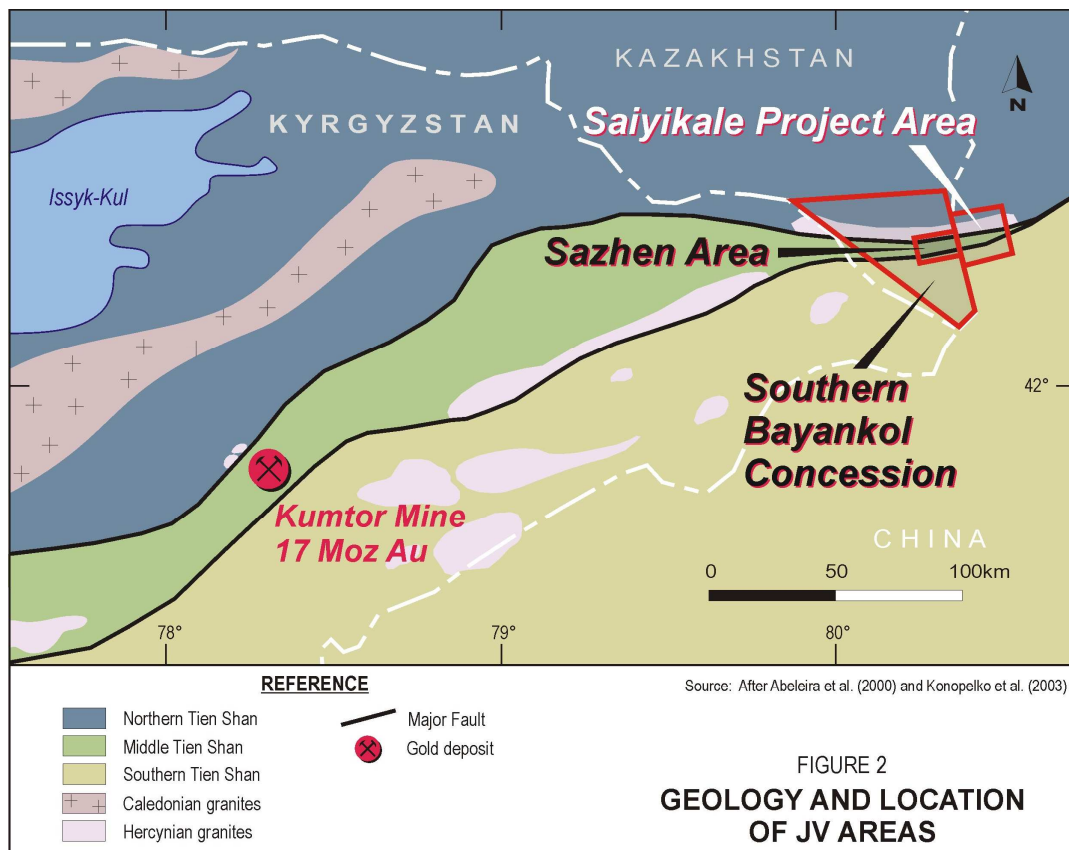 KAZAKHSTAN
N
Saiyikale Project Area
KYRGYZSTAN
Issyk-Kul
Sazhen Area
42°
Southern
Bayankol
Concession
Kumtor Mine
17 Moz Au
CHINA
0 50 100km
78° 79° 80°
REFERENCE
Source: After Abeleira et al. (2000) and Konopelko et al. (2003)
Northern Tien Shan
Middle Tien Shan
Southern Tien Shan
Caledonian granites
Hercynian granites
Major Fault
Gold deposit
FIGURE 2
GEOLOGY AND LOCATION
OF JV AREAS